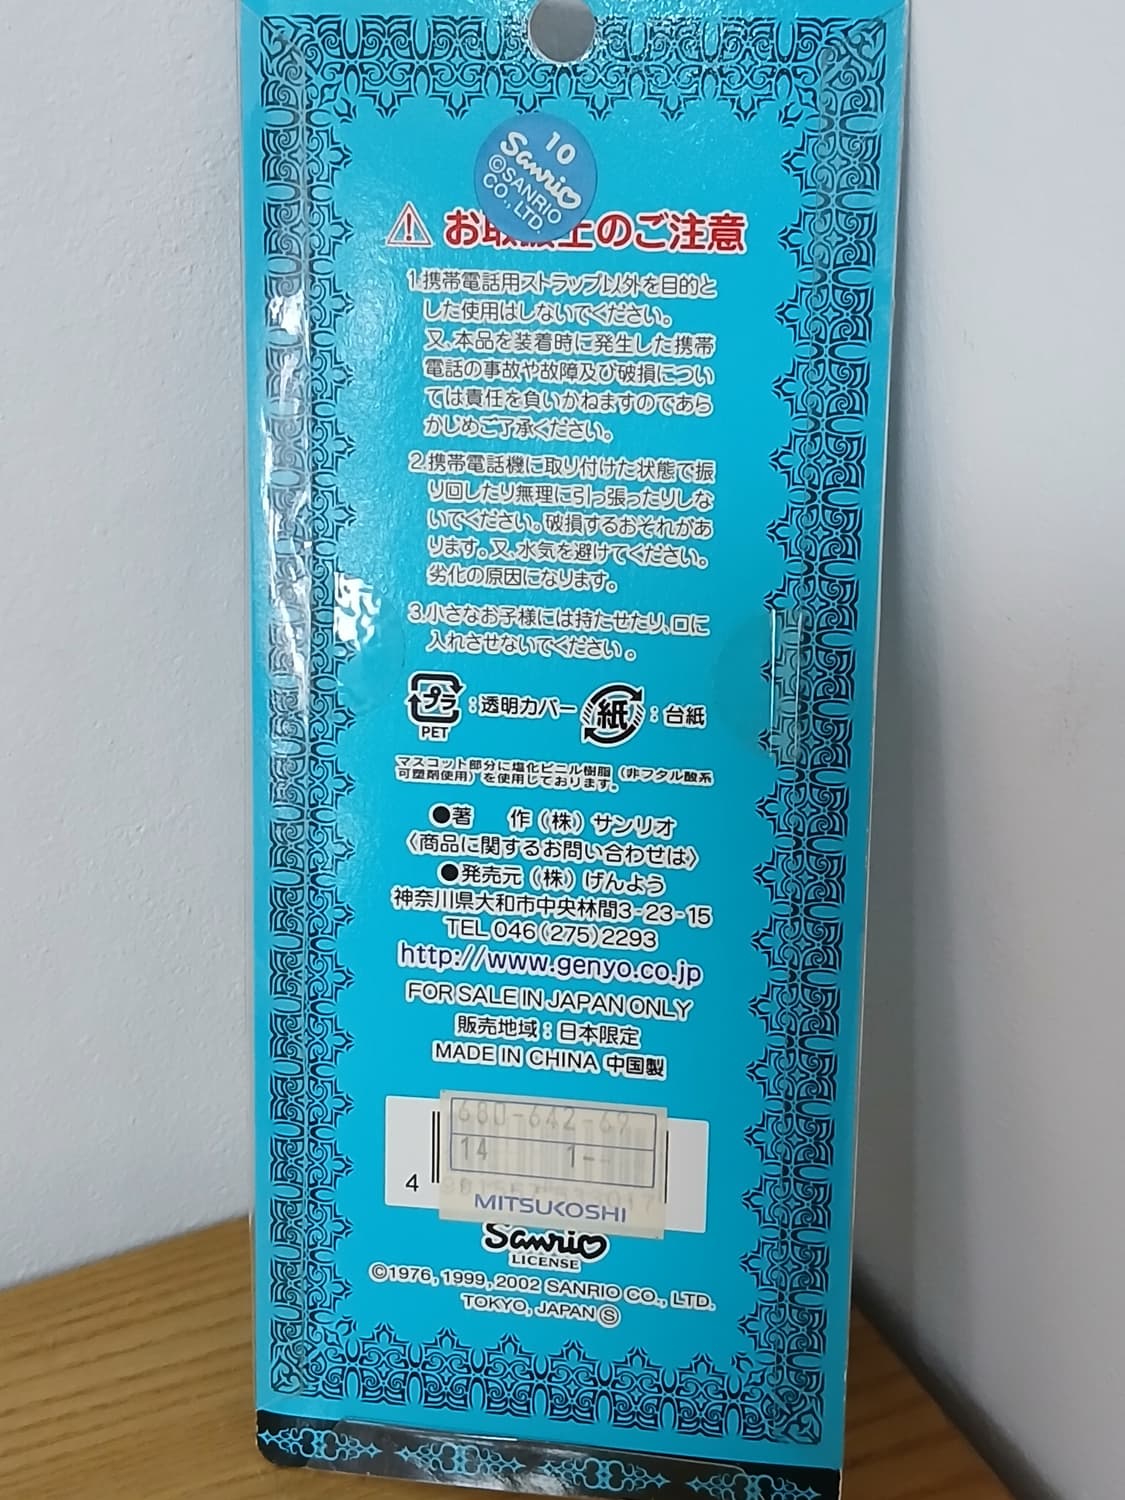 10
Sanrio
©SANRIO
CO., LTD.
お取扱上のご注意
1.携帯電話用ストラップ以外を目的と
した使用はしないでください。
又、本品を装着時に発生した携帯
電話の事故や故障及び破損につい
ては責任を負いかねますのであら
かじめご了承ください。
2.携帯電話機に取り付けた状態で振
り回したり無理に引っ張ったりしな
いでください。破損するおそれがあ
ります。又、水気を避けてください。
劣化の原因になります。
3.小さなお子様には持たせたり、口に
入れさせないでください。
プラ :透明カバー 紙 :台紙
PET
マスコット部分に塩化ビニル樹脂（非フタル酸系
可塑剤使用）を使用しております。
●著 作（株）サンリオ
〈商品に関するお問い合わせは〉
●発売元（株）げんよう
神奈川県大和市中央林間3-23-15
TEL 046(275)2293
http://www.genyo.co.jp
FOR SALE IN JAPAN ONLY
販売地域：日本限定
MADE IN CHINA 中国製
680-642-69
14 1--
4
MITSUKOSHI
Sanrio
LICENSE
©1976, 1999, 2002 SANRIO CO., LTD.
TOKYO, JAPAN Ⓢ